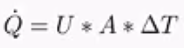 Q̇ = U * A * ΔT